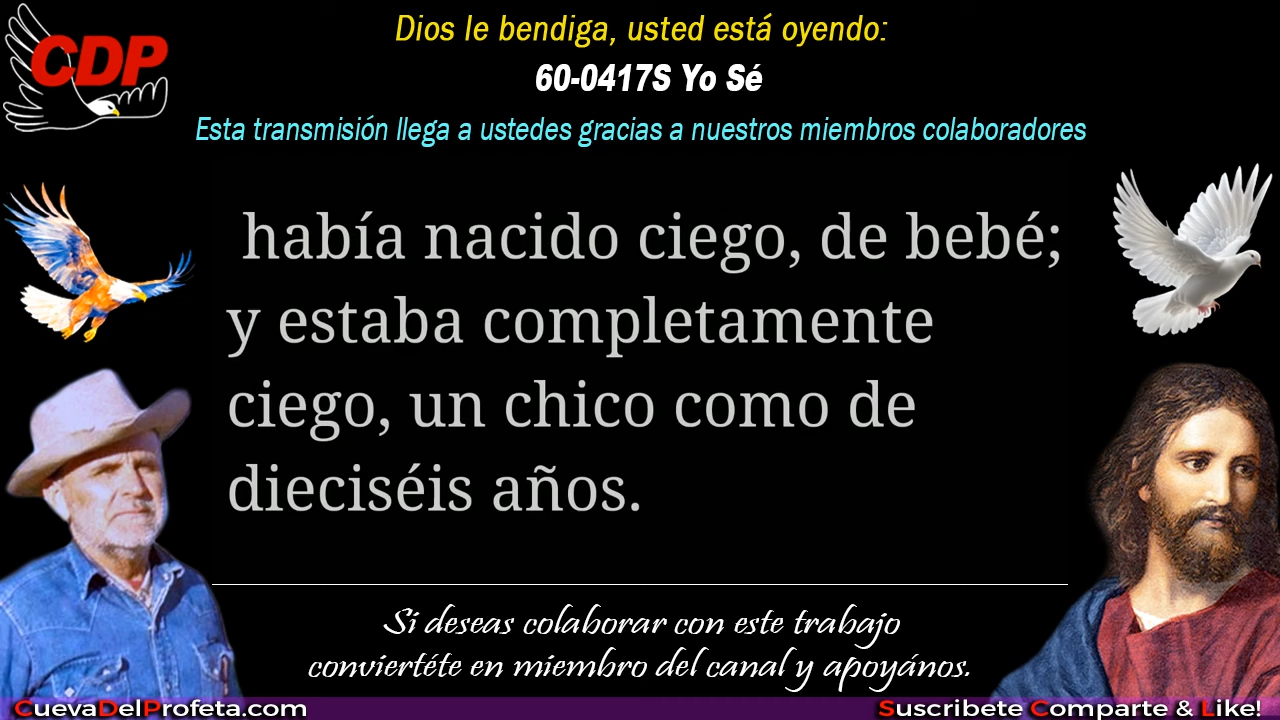 CDP
Dios le bendiga, usted está oyendo:
60-0417S Yo Sé
Esta transmisión llega a ustedes gracias a nuestros miembros colaboradores
había nacido ciego, de bebé;
y estaba completamente
ciego, un chico como de
dieciséis años.
Si deseas colaborar con este trabajo
conviertéte en miembro del canal y apoyános.
CuevaDelProfeta.com
Suscribete Comparte & Like!